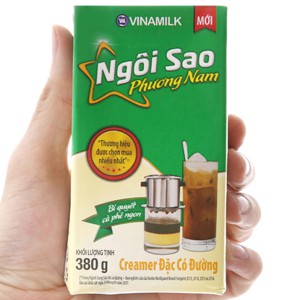 VINAMILK
MỚI
Ngôi Sao
Phương Nam
"Thương hiệu
được chọn mua
nhiều nhất"
Bí quyết
cà phê ngon
KHỐI LƯỢNG TỊNH
380 g
Creamer Đặc Có Đường